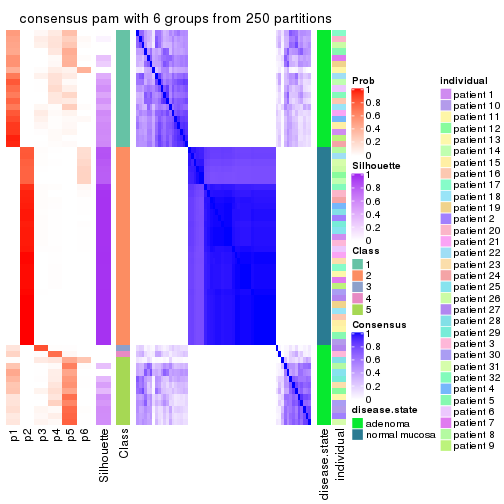 consensus pam with 6 groups from 250 partitions
p1
p2
p3
p4
p5
p6
Silhouette
Class
disease.state
individual
Prob
1
0.8
0.6
0.4
0.2
0
Silhouette
1
0.8
0.6
0.4
0.2
0
Class
1
2
3
4
5
Consensus
1
0.8
0.6
0.4
0.2
0
disease.state
adenoma
normal mucosa
individual
patient 1
patient 10
patient 11
patient 12
patient 13
patient 14
patient 15
patient 16
patient 17
patient 18
patient 19
patient 2
patient 20
patient 21
patient 22
patient 23
patient 24
patient 25
patient 26
patient 27
patient 28
patient 29
patient 3
patient 30
patient 31
patient 32
patient 4
patient 5
patient 6
patient 7
patient 8
patient 9